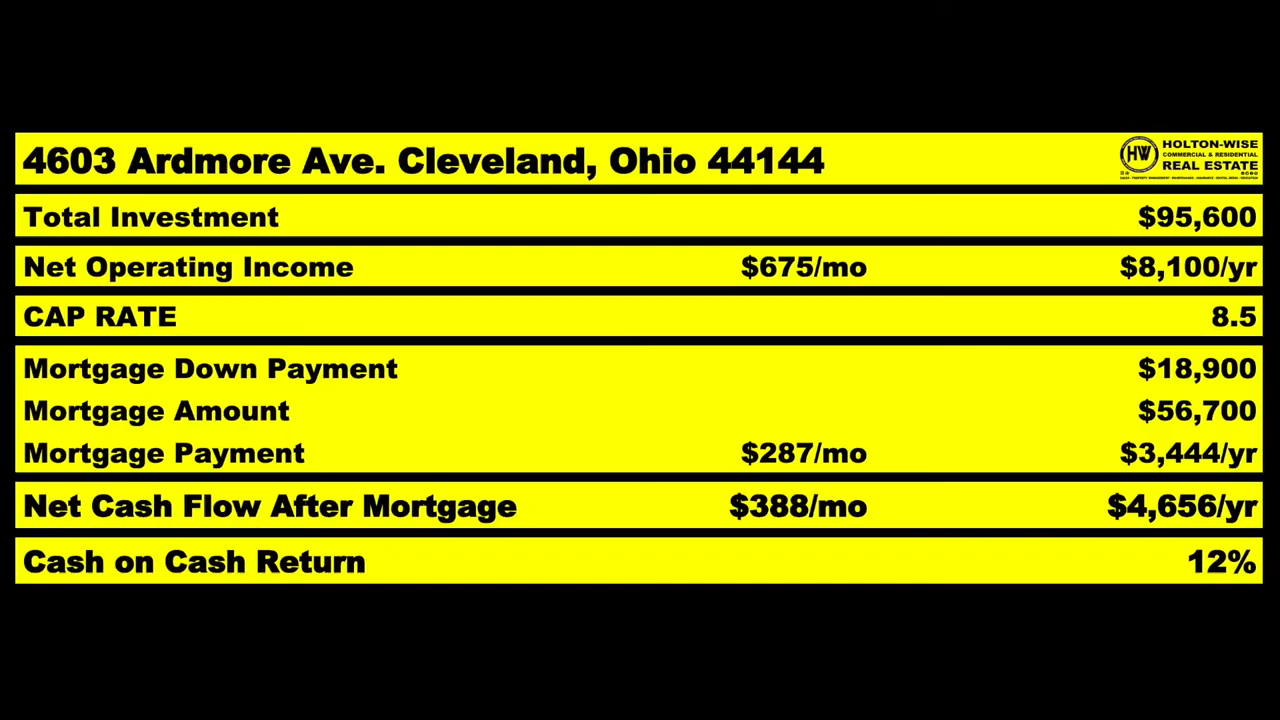 4603 Ardmore Ave. Cleveland, Ohio 44144
HW
HOLTON-WISE
COMMERCIAL & RESIDENTIAL
REAL ESTATE
Total Investment $95,600
Net Operating Income $675/mo $8,100/yr
CAP RATE 8.5
Mortgage Down Payment $18,900
Mortgage Amount $56,700
Mortgage Payment $287/mo $3,444/yr
Net Cash Flow After Mortgage $388/mo $4,656/yr
Cash on Cash Return 12%